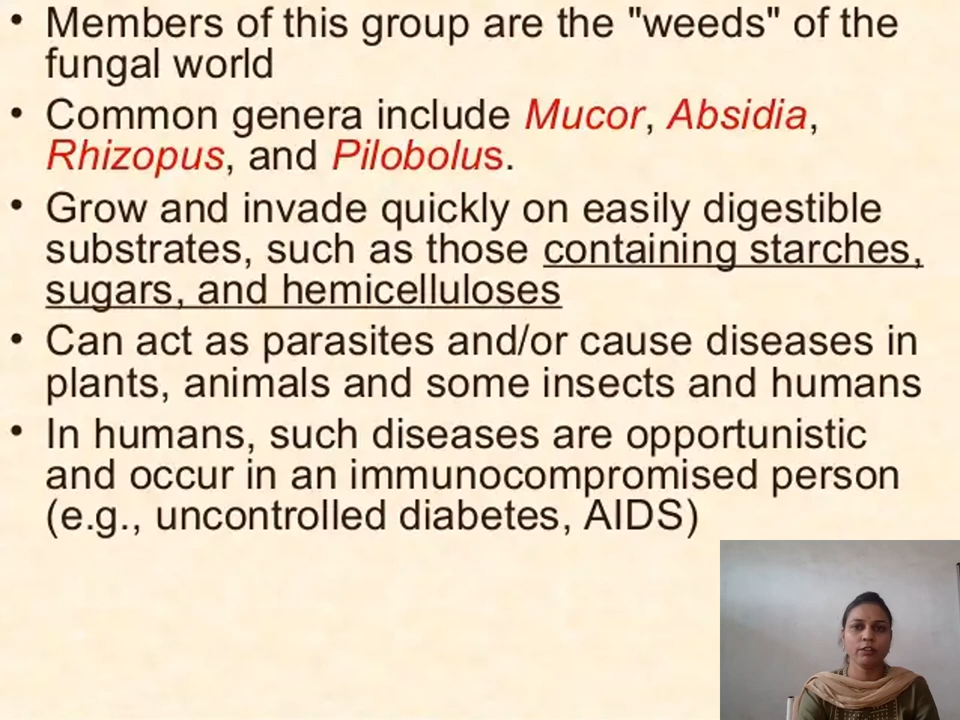 • Members of this group are the "weeds" of the
fungal world
• Common genera include Mucor, Absidia,
Rhizopus, and Pilobolus.
• Grow and invade quickly on easily digestible
substrates, such as those containing starches,
sugars, and hemicelluloses
• Can act as parasites and/or cause diseases in
plants, animals and some insects and humans
• In humans, such diseases are opportunistic
and occur in an immunocompromised person
(e.g., uncontrolled diabetes, AIDS)